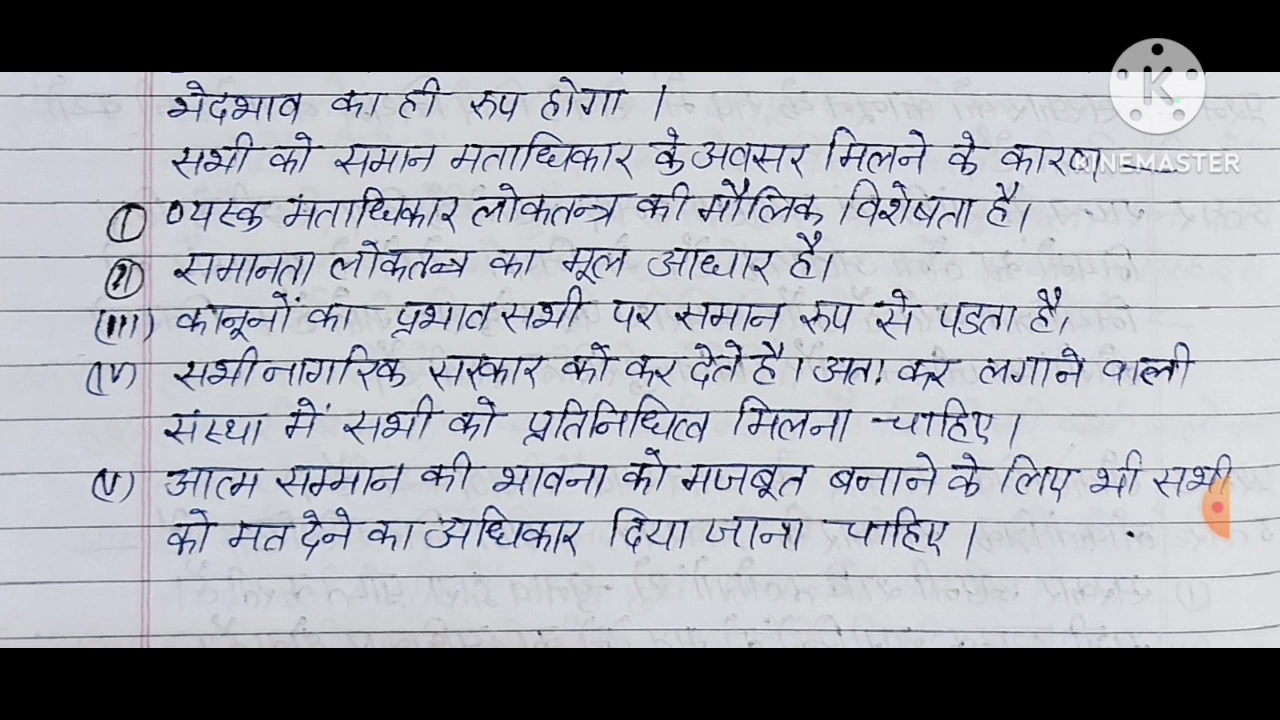 भेदभाव का ही रूप होगा ।
सभी को समान मताधिकार के अवसर मिलने के कारण ----
KINEMASTER
(I) व्यस्क मताधिकार लोकतन्त्र की मौलिक विशेषता है।
(II) समानता लोकतन्त्र का मूल आधार है।
(III) कानूनों का प्रभाव सभी पर समान रूप से पडता है।
(IV) सभी नागरिक सरकार को कर देते है। अतः कर लगाने वाली
संस्था में सभी को प्रतिनिधित्व मिलना चाहिए।
(V) आत्म सम्मान की भावना को मजबूत बनाने के लिए भी सभी
को मत देने का अधिकार दिया जाना चाहिए ।